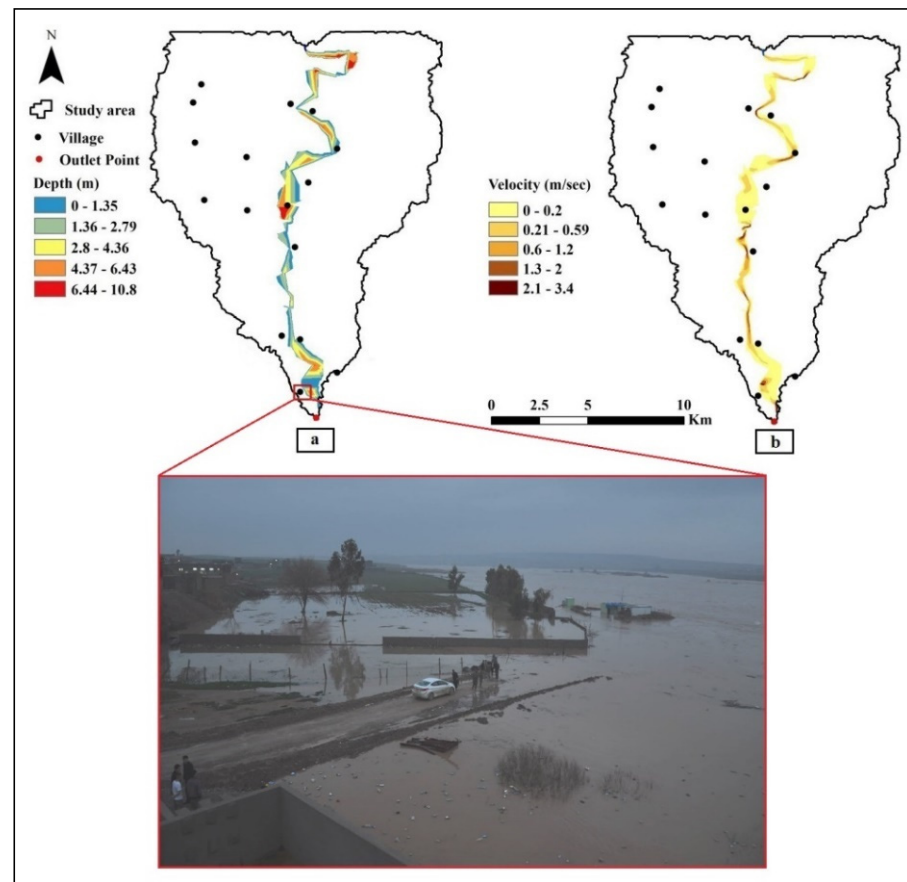 N
Study area
Village
Outlet Point
Depth (m)
0 - 1.35
1.36 - 2.79
2.8 - 4.36
4.37 - 6.43
6.44 - 10.8
Velocity (m/sec)
0 - 0.2
0.21 - 0.59
0.6 - 1.2
1.3 - 2
2.1 - 3.4
0 2.5 5 10
Km
a
b